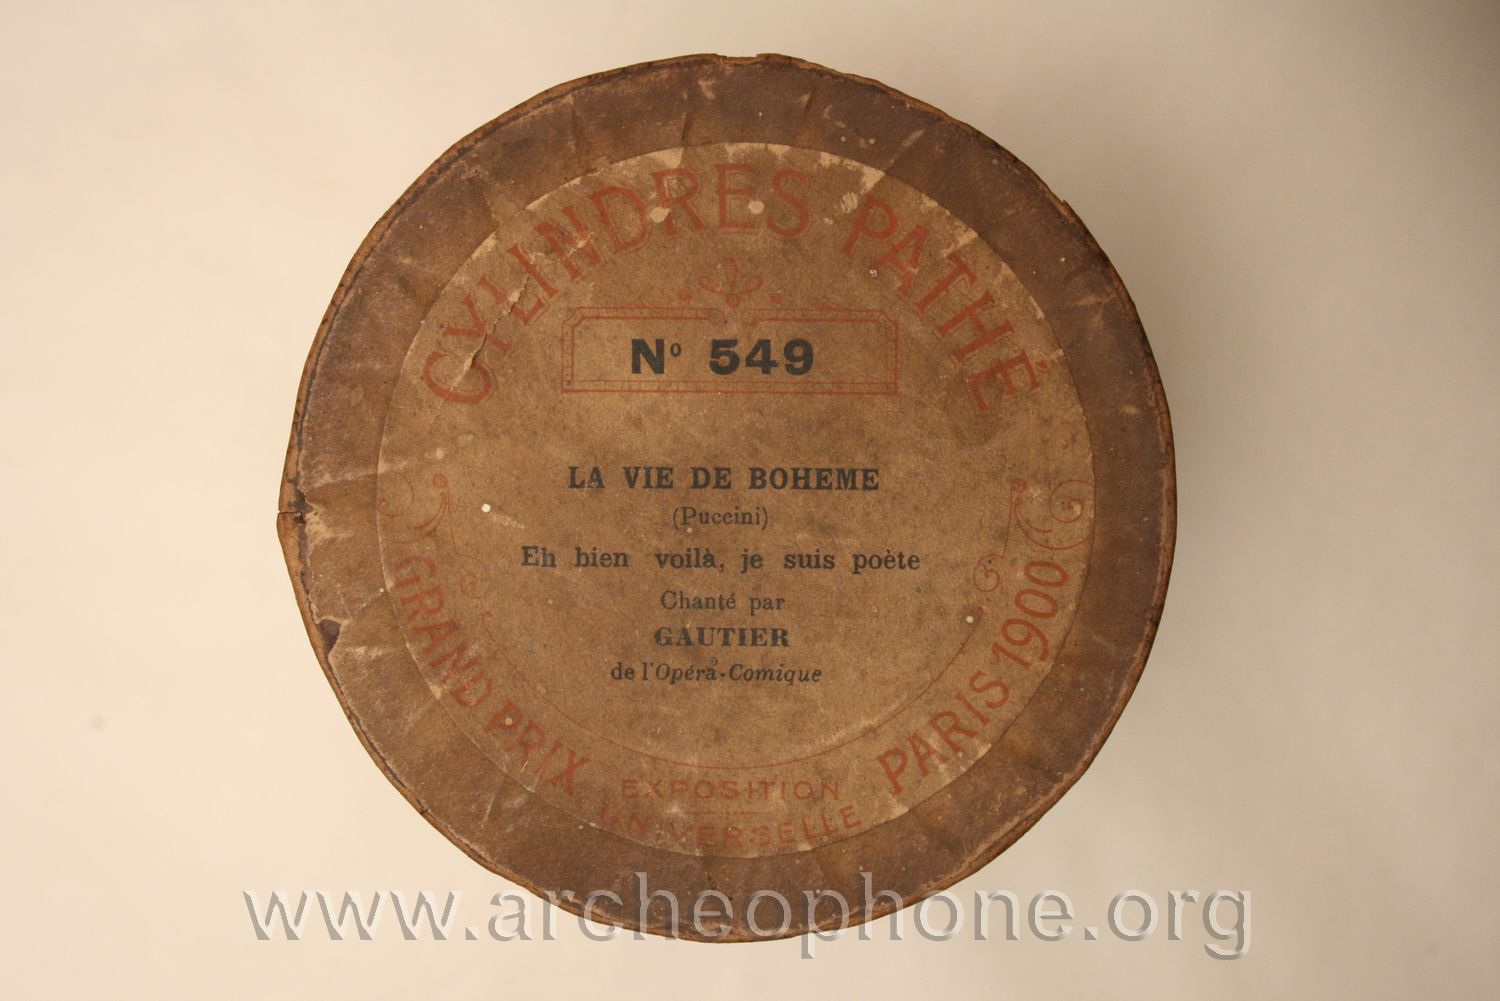 CYLINDRES PATHÉ
Nº 549
LA VIE DE BOHEME
(Puccini)
Eh bien voilà, je suis poète
Chanté par
GAUTIER
de l'Opéra-Comique
GRAND PRIX
EXPOSITION
UNIVERSELLE
PARIS 1900
www.archeophone.org